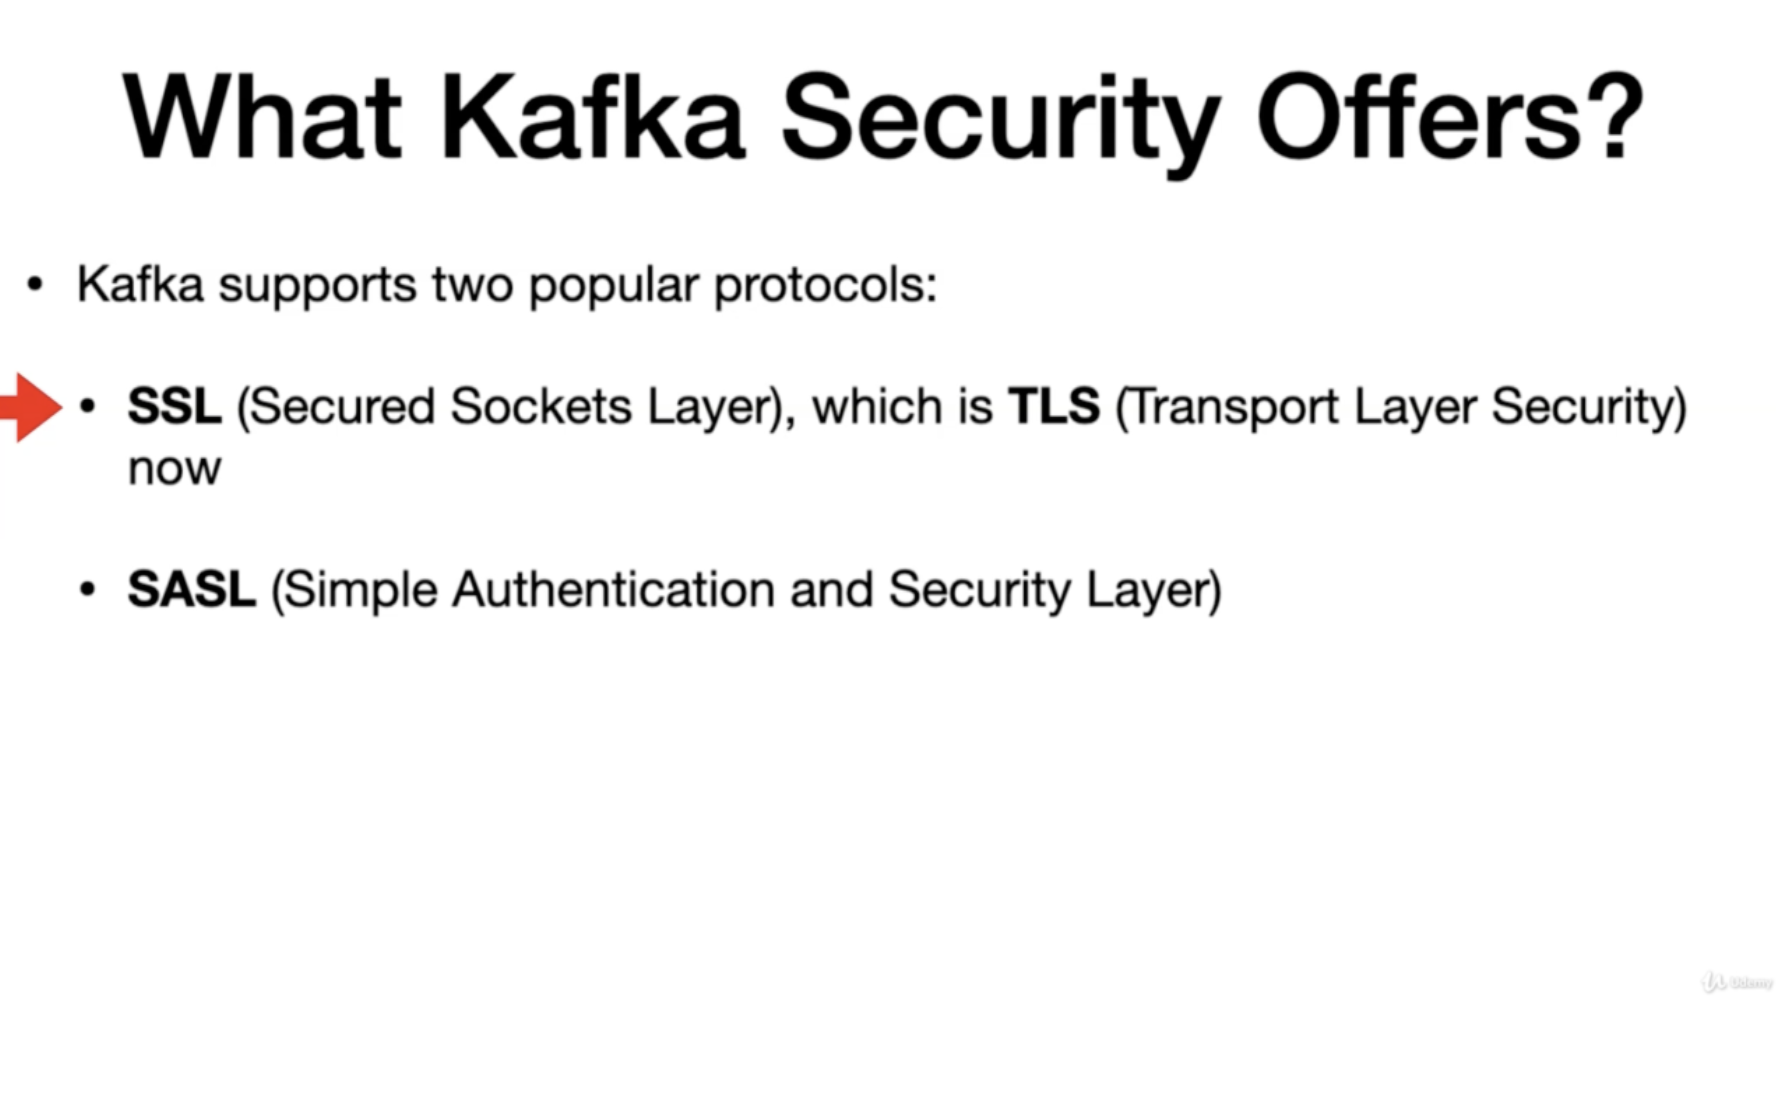 What Kafka Security Offers?
• Kafka supports two popular protocols:
• SSL (Secured Sockets Layer), which is TLS (Transport Layer Security)
now
• SASL (Simple Authentication and Security Layer)
Udemy